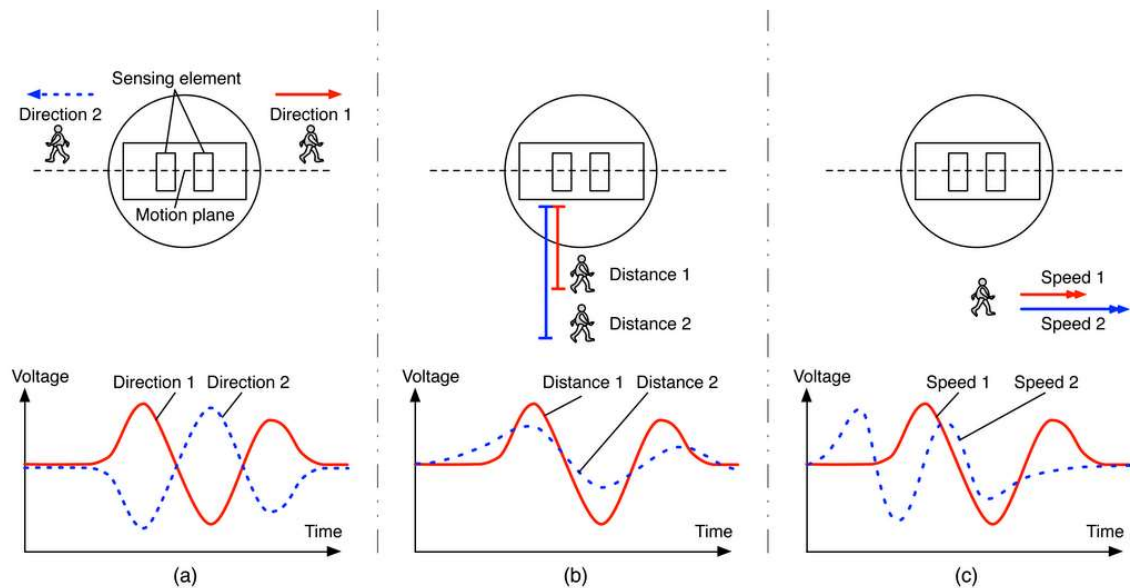 Sensing element
Direction 2
Direction 1
Motion plane
Voltage
Direction 1
Direction 2
Time
(a)
Distance 1
Distance 2
Voltage
Distance 1
Distance 2
Time
(b)
Speed 1
Speed 2
Voltage
Speed 1
Speed 2
Time
(c)